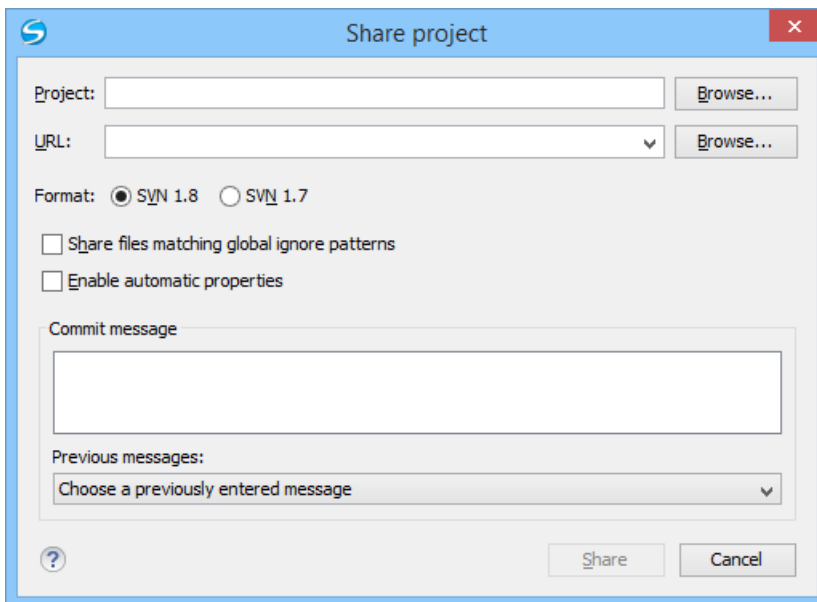 Share project
Project: Browse...
URL: Browse...
Format: SVN 1.8 SVN 1.7
Share files matching global ignore patterns
Enable automatic properties
Commit message
Previous messages:
Choose a previously entered message
? Share Cancel